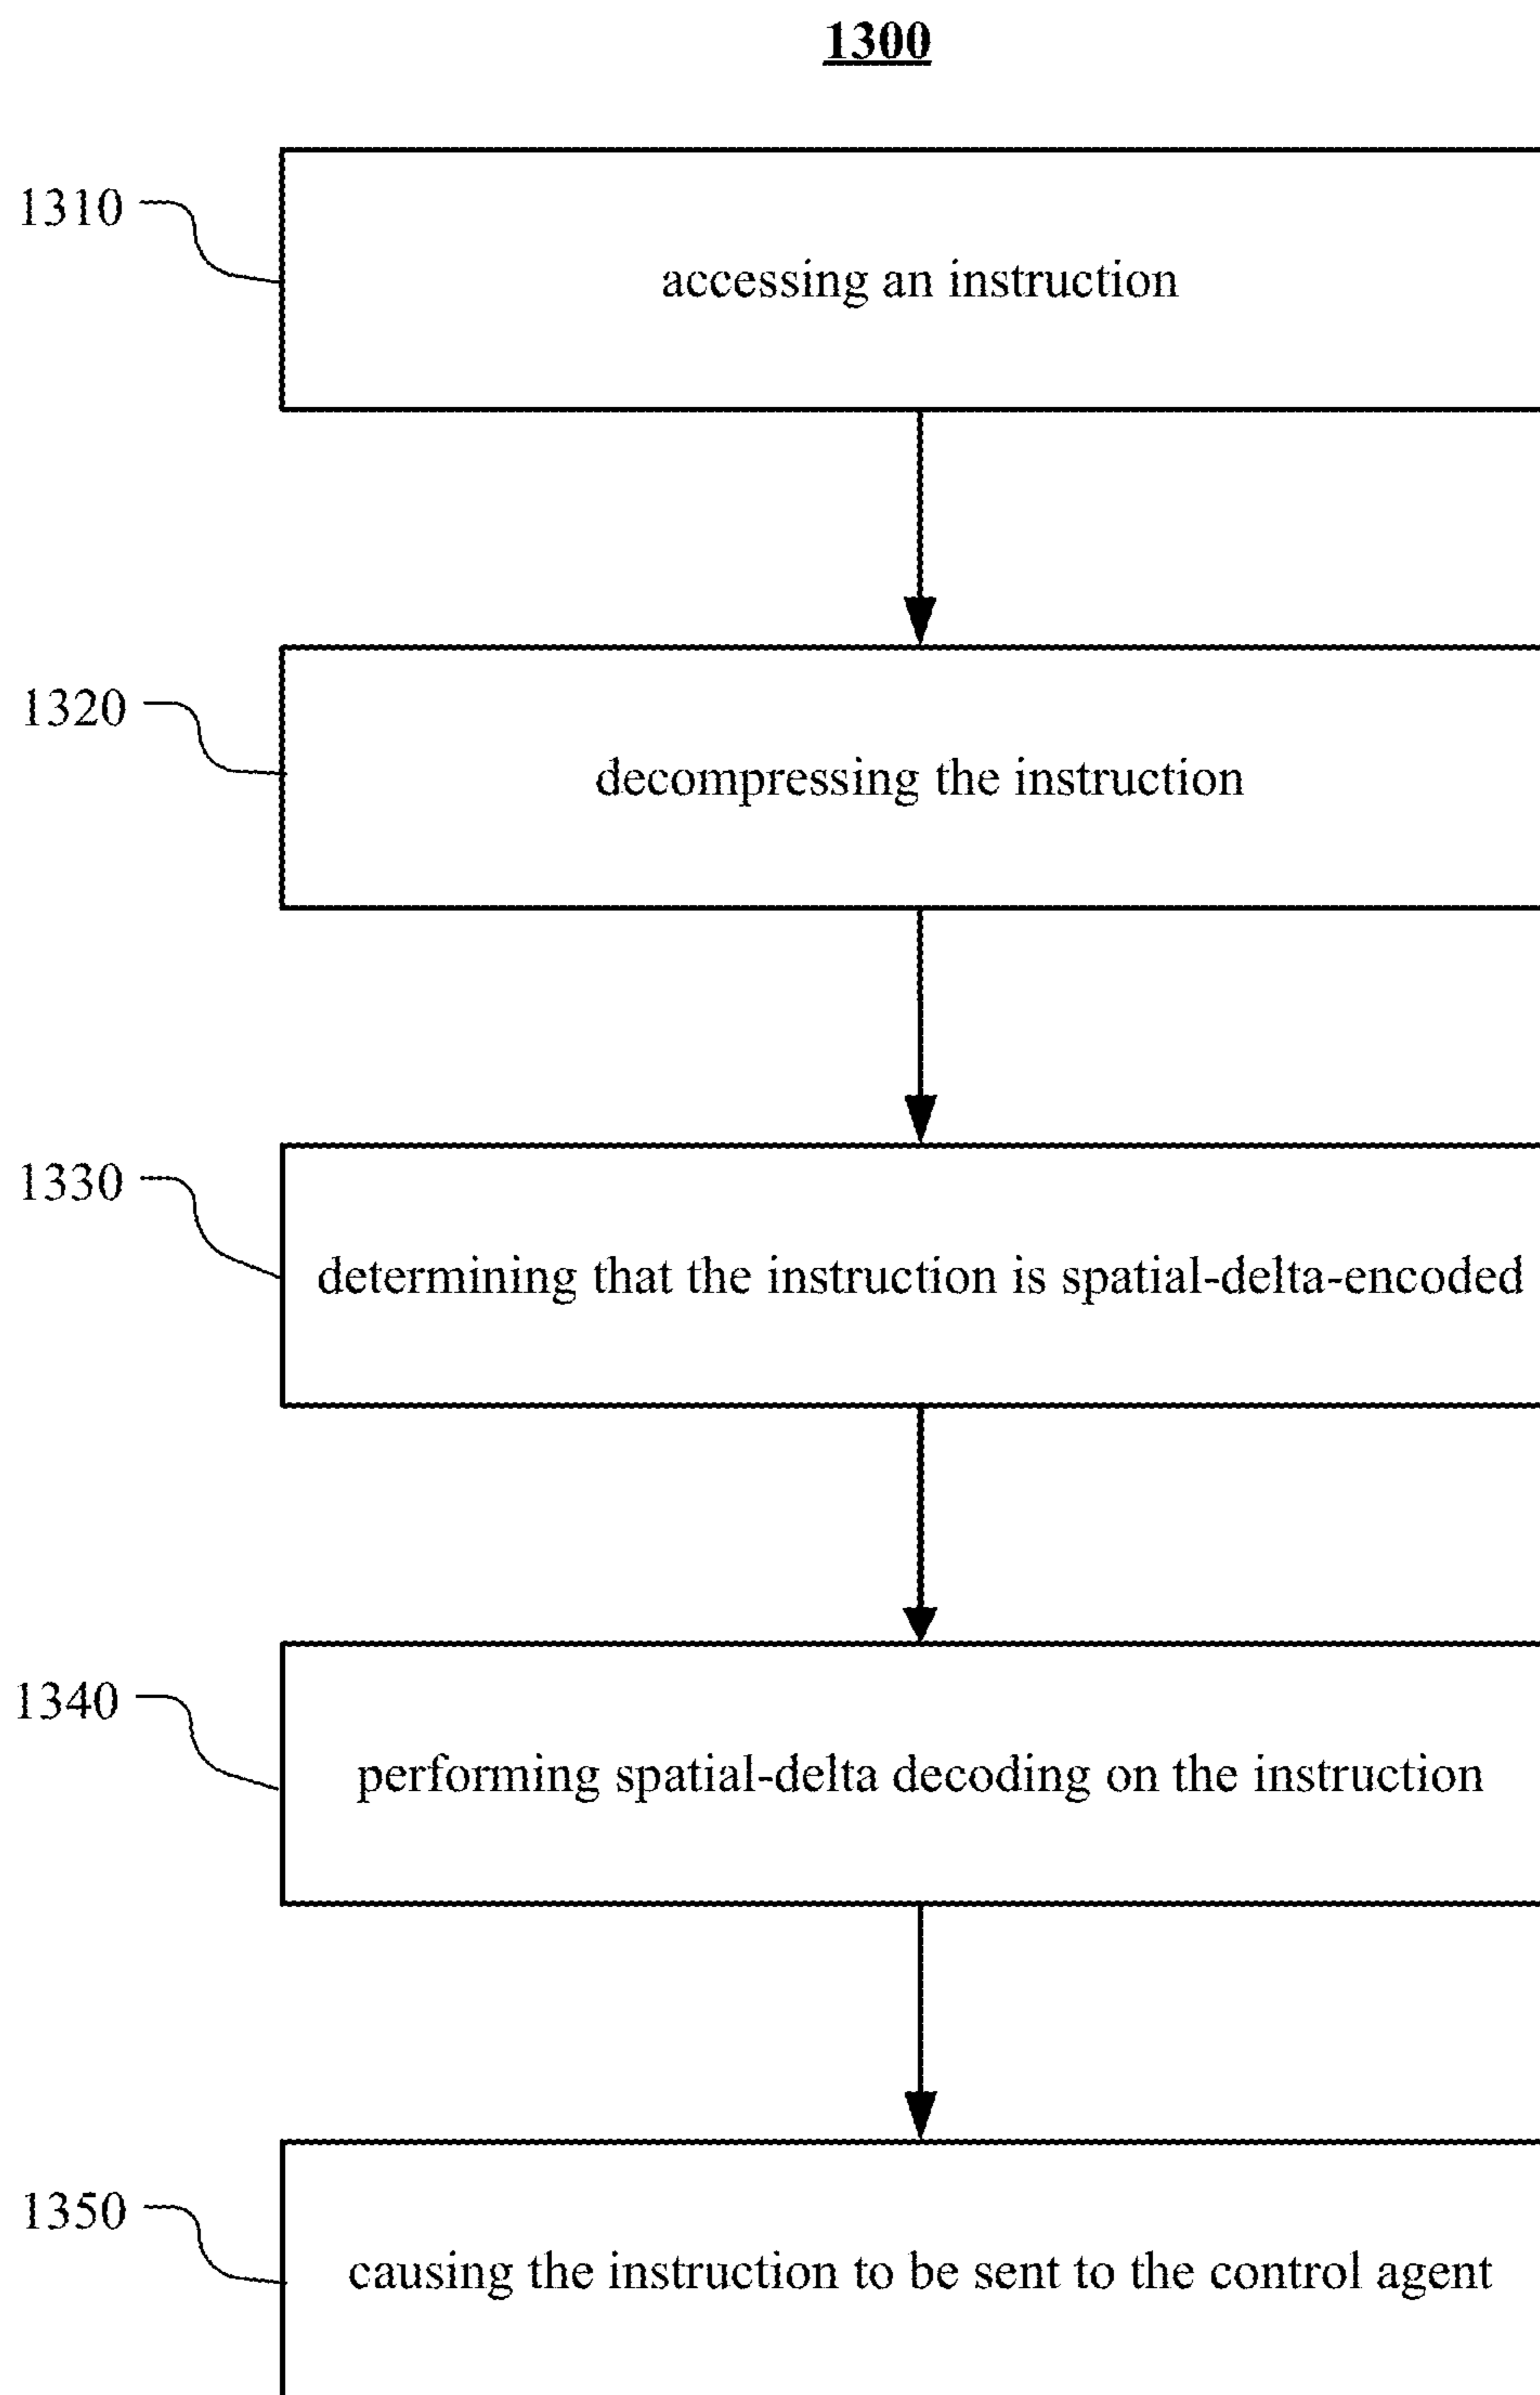 1300
1310
accessing an instruction
1320
decompressing the instruction
1330
determining that the instruction is spatial-delta-encoded
1340
performing spatial-delta decoding on the instruction
1350
causing the instruction to be sent to the control agent